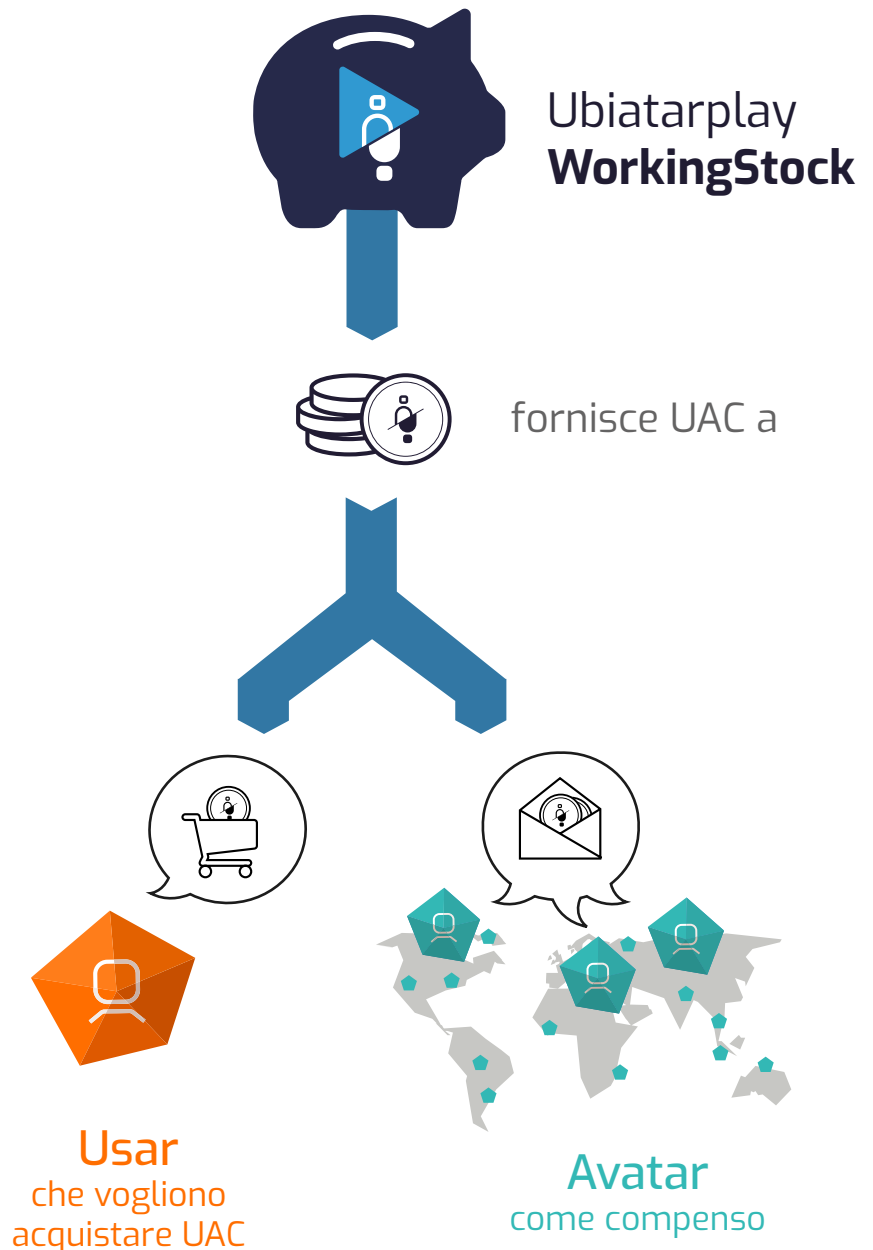 Ubiatarplay
WorkingStock
fornisce UAC a
Usar
che vogliono
acquistare UAC
Avatar
come compenso